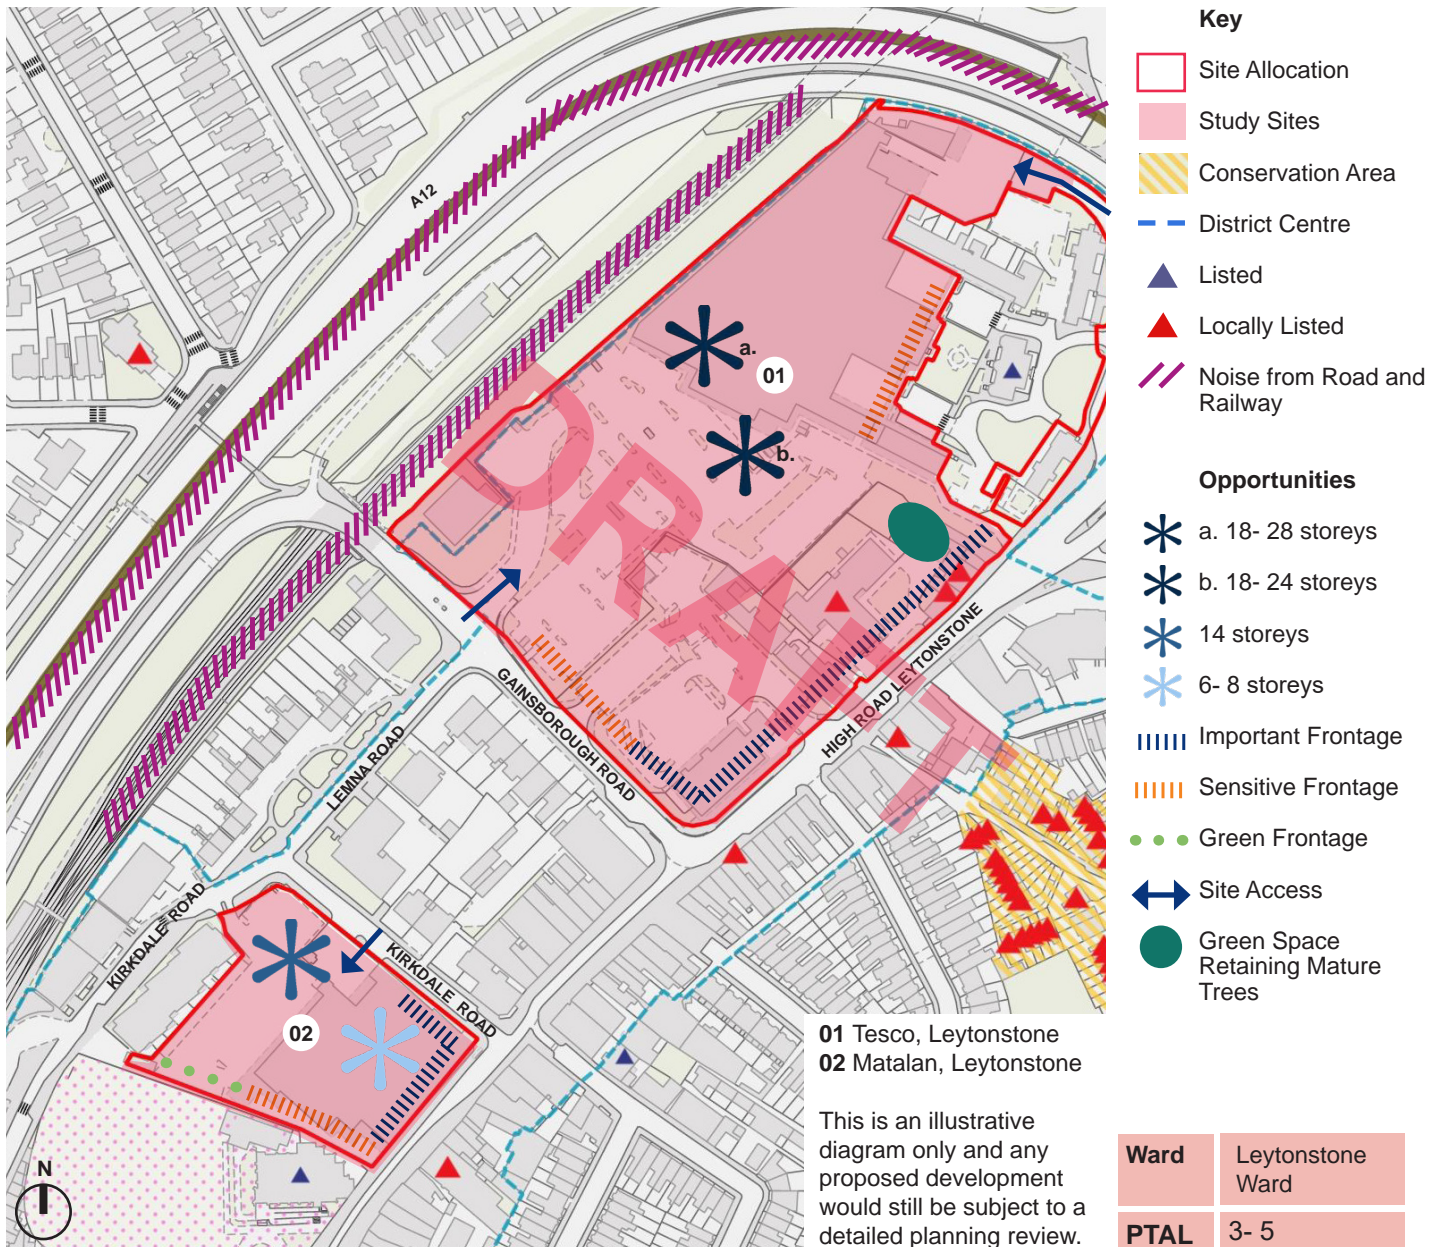 A12
a.
01
b.
DRAFT
GAINSBOROUGH ROAD
HIGH ROAD LEYTONSTONE
LEMNA ROAD
KIRKDALE ROAD
KIRKDALE ROAD
02
N
01 Tesco, Leytonstone
02 Matalan, Leytonstone
This is an illustrative
diagram only and any
proposed development
would still be subject to a
detailed planning review.
Key
Site Allocation
Study Sites
Conservation Area
District Centre
Listed
Locally Listed
Noise from Road and
Railway
Opportunities
a. 18- 28 storeys
b. 18- 24 storeys
14 storeys
6- 8 storeys
Important Frontage
Sensitive Frontage
Green Frontage
Site Access
Green Space
Retaining Mature
Trees
Ward Leytonstone
Ward
PTAL 3- 5